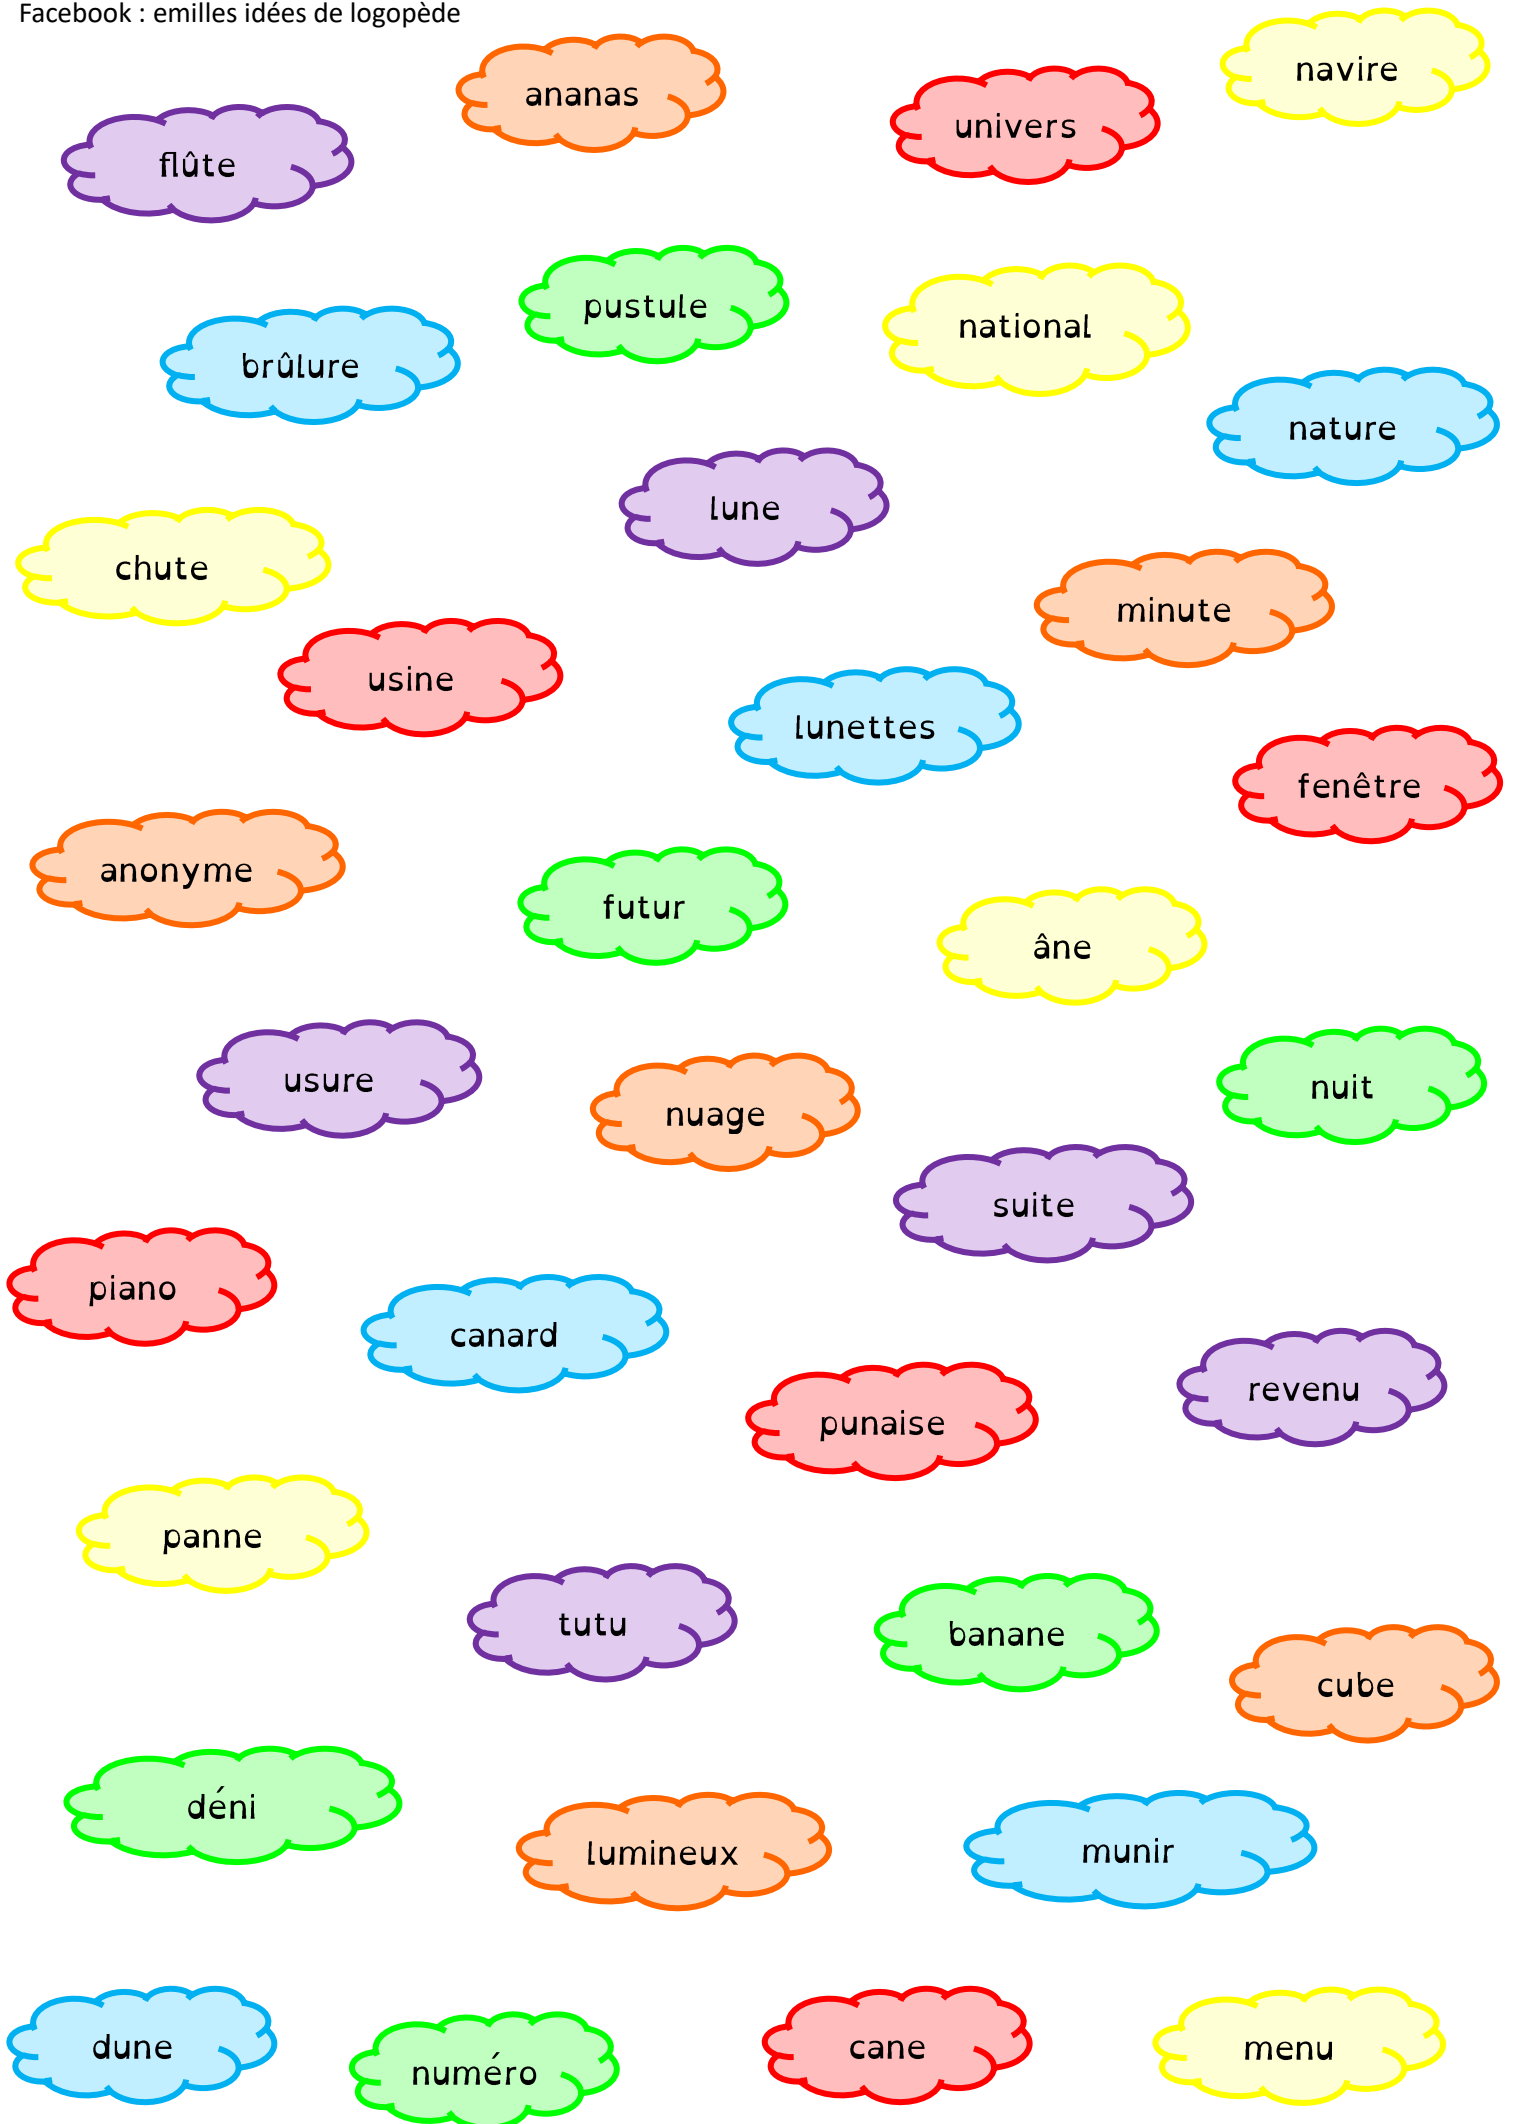 Facebook : emilles idées de logopède
navire
ananas
univers
flûte
pustule
national
brûlure
nature
lune
chute
minute
usine
lunettes
fenêtre
anonyme
futur
âne
usure
nuage
nuit
suite
piano
canard
revenu
punaise
panne
tutu
banane
cube
déni
lumineux
munir
dune
numéro
cane
menu